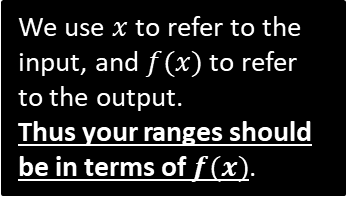 We use x to refer to the
input, and f(x) to refer
to the output.
Thus your ranges should
be in terms of f(x).